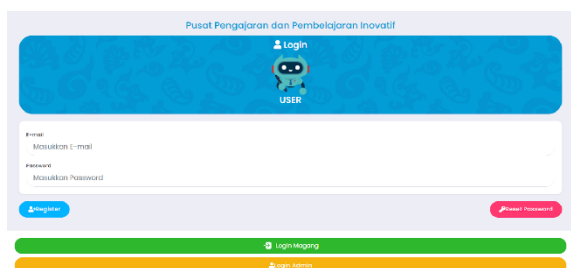 Pusat Pengajaran dan Pembelajaran Inovatif
Login
USER
E-mail
Masukkan E-mail
Password
Masukkan Password
Register
Reset Password
Login Magang
Login Admin